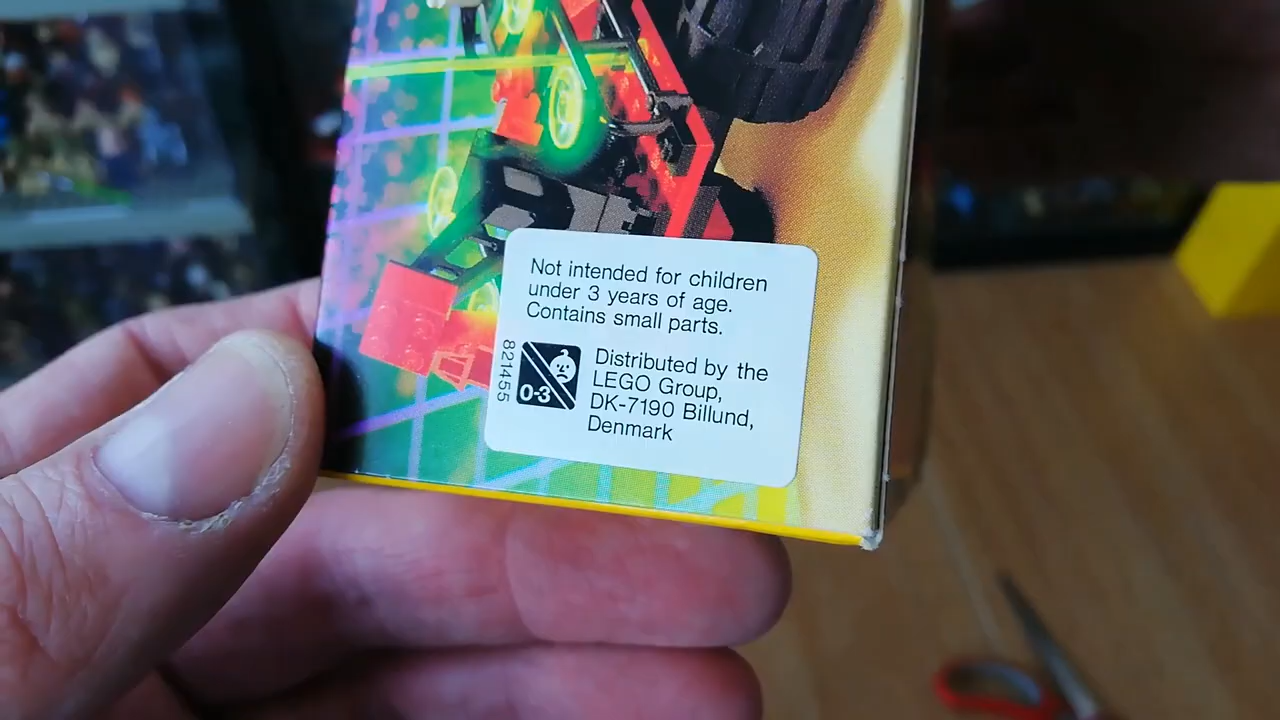 Not intended for children
under 3 years of age.
Contains small parts.
821455
0-3
Distributed by the
LEGO Group,
DK-7190 Billund,
Denmark